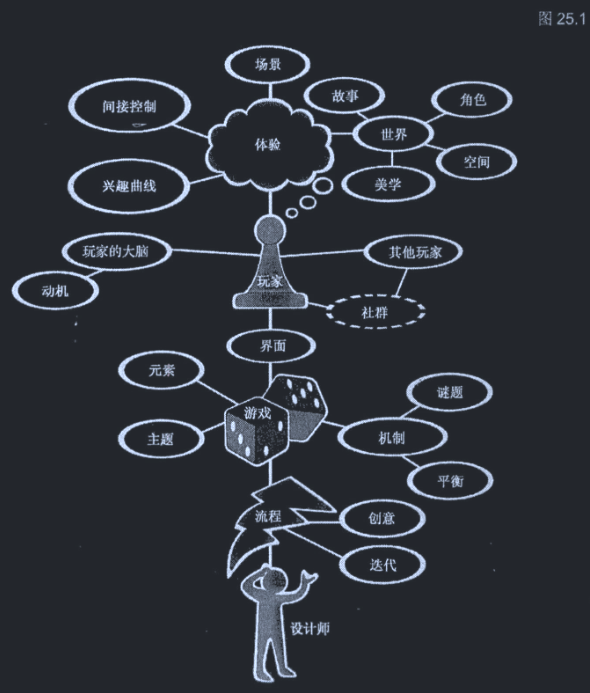 图 25.1
场景
间接控制
故事
角色
体验
世界
空间
兴趣曲线
美学
玩家的大脑
其他玩家
动机
玩家
社群
界面
元素
谜题
游戏
主题
机制
平衡
流程
创意
迭代
设计师